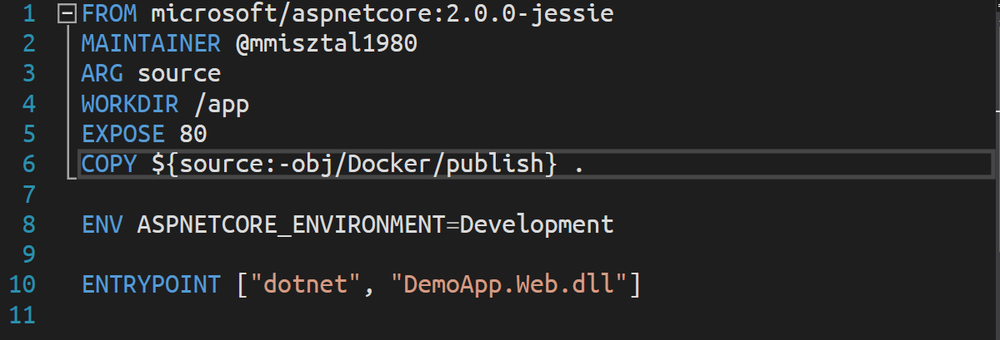 1 FROM microsoft/aspnetcore:2.0.0-jessie
2 MAINTAINER @mmisztal1980
3 ARG source
4 WORKDIR /app
5 EXPOSE 80
6 COPY ${source:-obj/Docker/publish} .
7
8 ENV ASPNETCORE_ENVIRONMENT=Development
9
10 ENTRYPOINT ["dotnet", "DemoApp.Web.dll"]
11